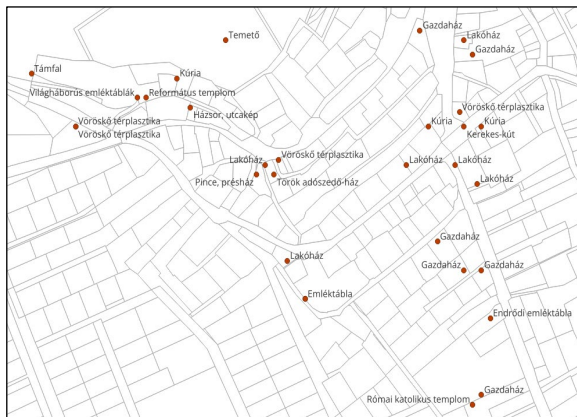 Gazdaház
Temető
Lakóház
Gazdaház
Támfal
Kúria
Világháborus emléktáblák
Református templom
Házsor, utcakép
Vöröskő térplasztika
Vöröskő térplasztika
Vöröskő térplasztika
Kúria
Kúria
Kerekes-kút
Vöröskő térplasztika
Lakóház
Lakóház
Lakóház
Pince, présház
Török adószedő-ház
Lakóház
Gazdaház
Lakóház
Gazdaház
Gazdaház
Emléktábla
Endrődi emléktábla
Gazdaház
Római katolikus templom